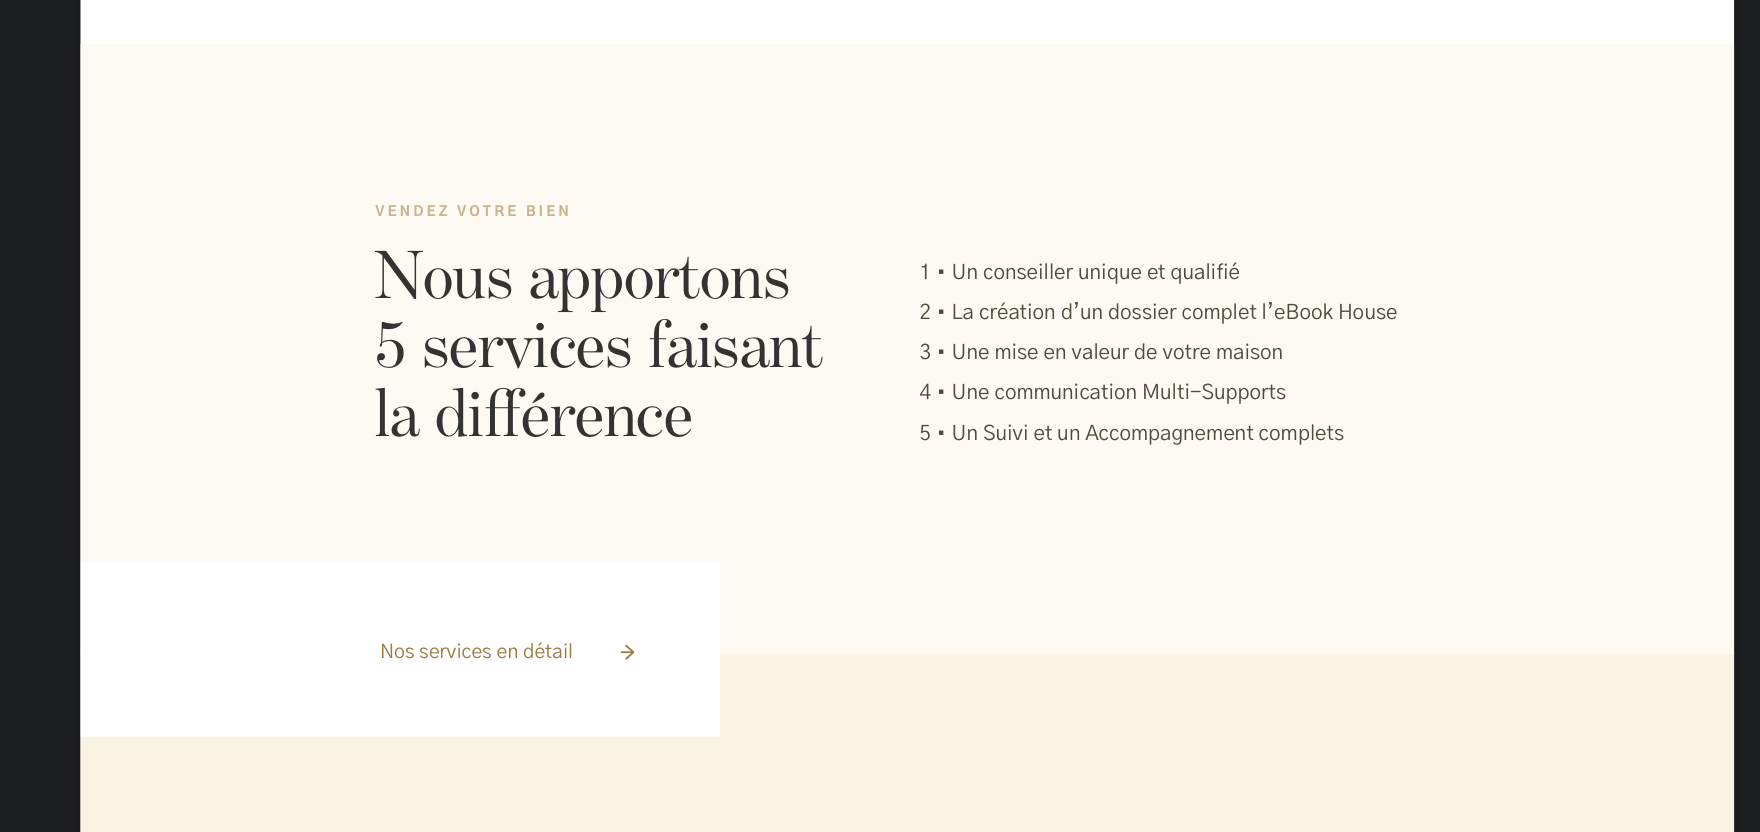 VENDEZ VOTRE BIEN
Nous apportons
5 services faisant
la différence
1 ▪ Un conseiller unique et qualifié
2 ▪ La création d’un dossier complet l’eBook House
3 ▪ Une mise en valeur de votre maison
4 ▪ Une communication Multi-Supports
5 ▪ Un Suivi et un Accompagnement complets
Nos services en détail →